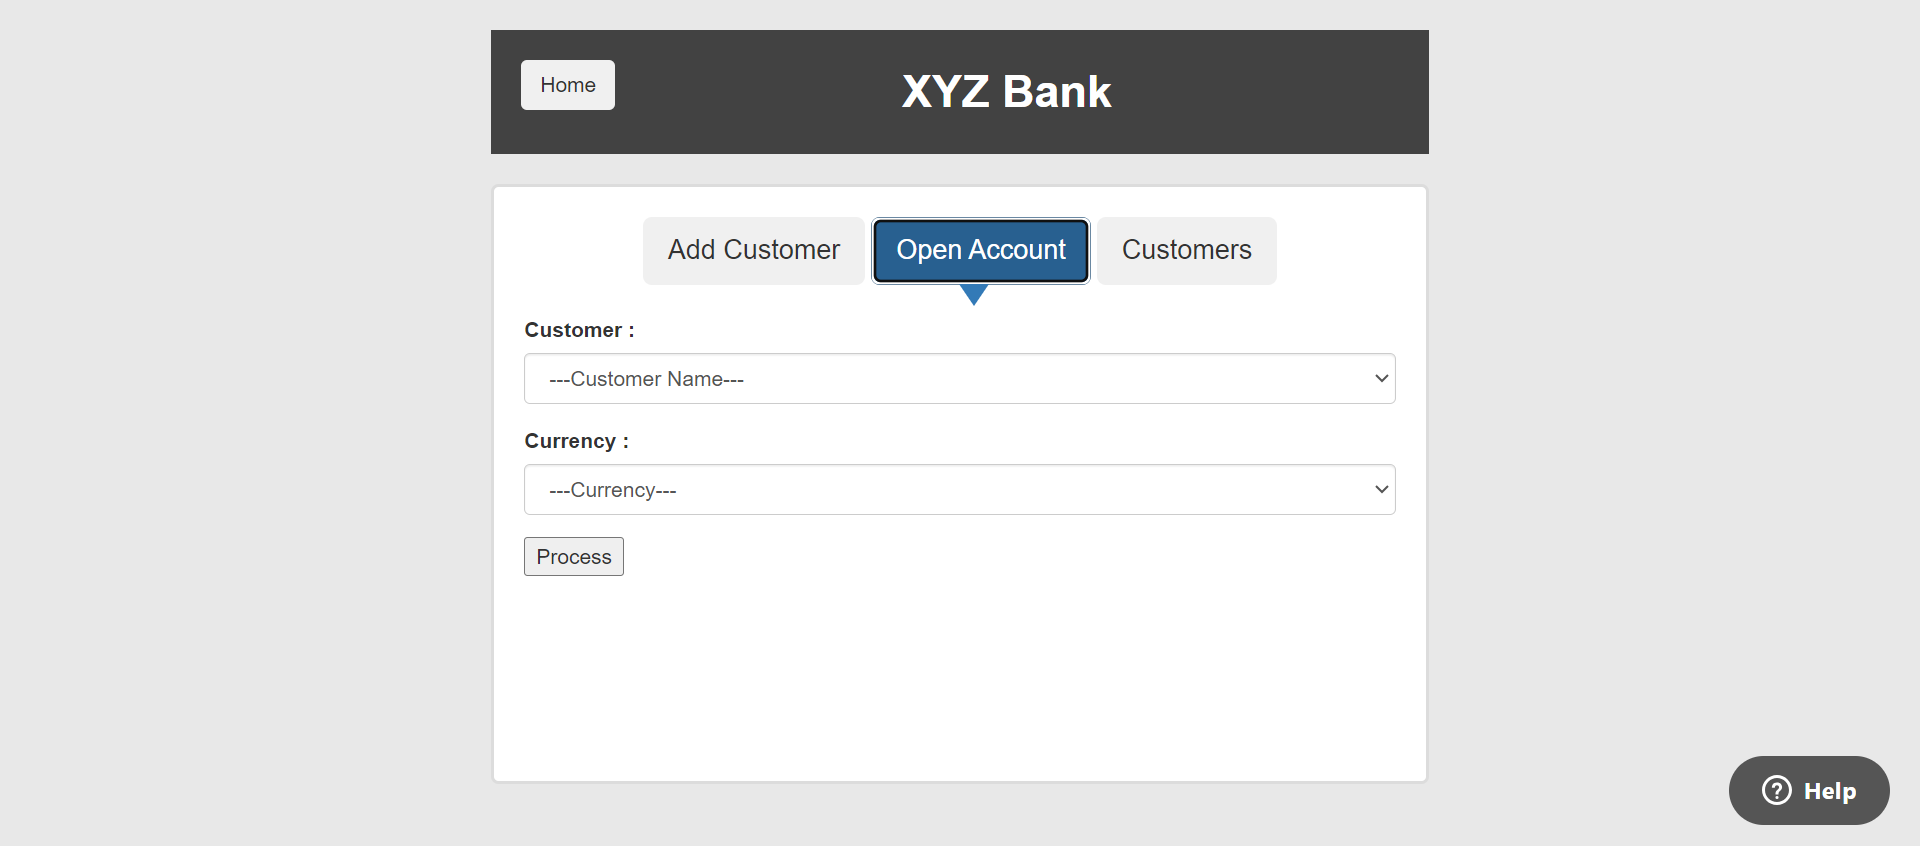 Home
XYZ Bank
Add Customer
Open Account
Customers
Customer :
---Customer Name---
Currency :
---Currency---
Process
? Help